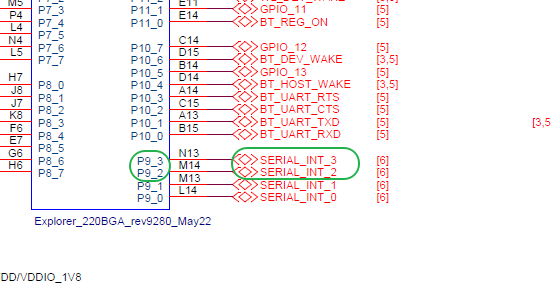 M5 P7_3 P11_1 E11 [5]
P4 P7_4 P11_0 E14 GPIO_11 [5]
L4 P7_5 BT_REG_ON [5]
N4 P7_6 P10_7 C14 GPIO_12 [5]
L5 P7_7 P10_6 D15 BT_DEV_WAKE [3,5]
P10_5 B14 GPIO_13 [5]
H7 P8_0 P10_4 D14 BT_HOST_WAKE [3,5]
J8 P8_1 P10_3 A14 BT_UART_RTS [5]
J7 P8_2 P10_2 C15 BT_UART_CTS [5]
K8 P8_3 P10_1 A13 BT_UART_TXD [5] [3,5
F6 P8_4 P10_0 B15 BT_UART_RXD [5]
E7 P8_5
G6 P8_6 P9_3 N13 SERIAL_INT_3 [6]
H6 P8_7 P9_2 M14 SERIAL_INT_2 [6]
P9_1 M13 SERIAL_INT_1 [6]
P9_0 L14 SERIAL_INT_0 [6]
Explorer_220BGA_rev9280_May22
DD/VDDIO_1V8